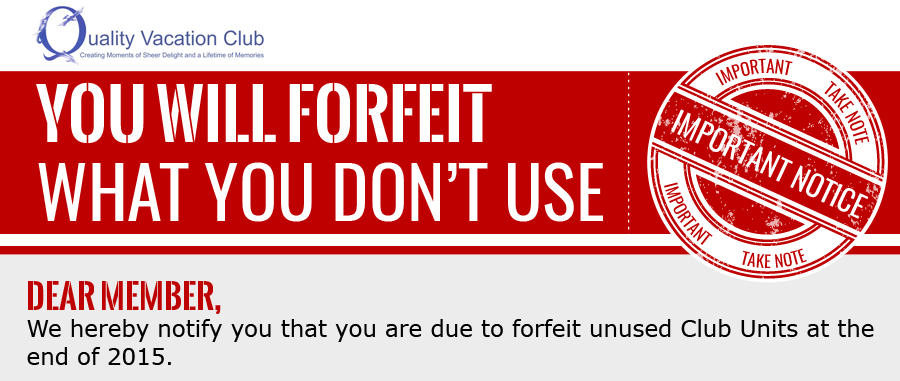 Quality Vacation Club
Creating Moments of Sheer Delight and a Lifetime of Memories
YOU WILL FORFEIT
WHAT YOU DON'T USE
IMPORTANT
TAKE NOTE
IMPORTANT NOTICE
IMPORTANT
TAKE NOTE
DEAR MEMBER,
We hereby notify you that you are due to forfeit unused Club Units at the
end of 2015.